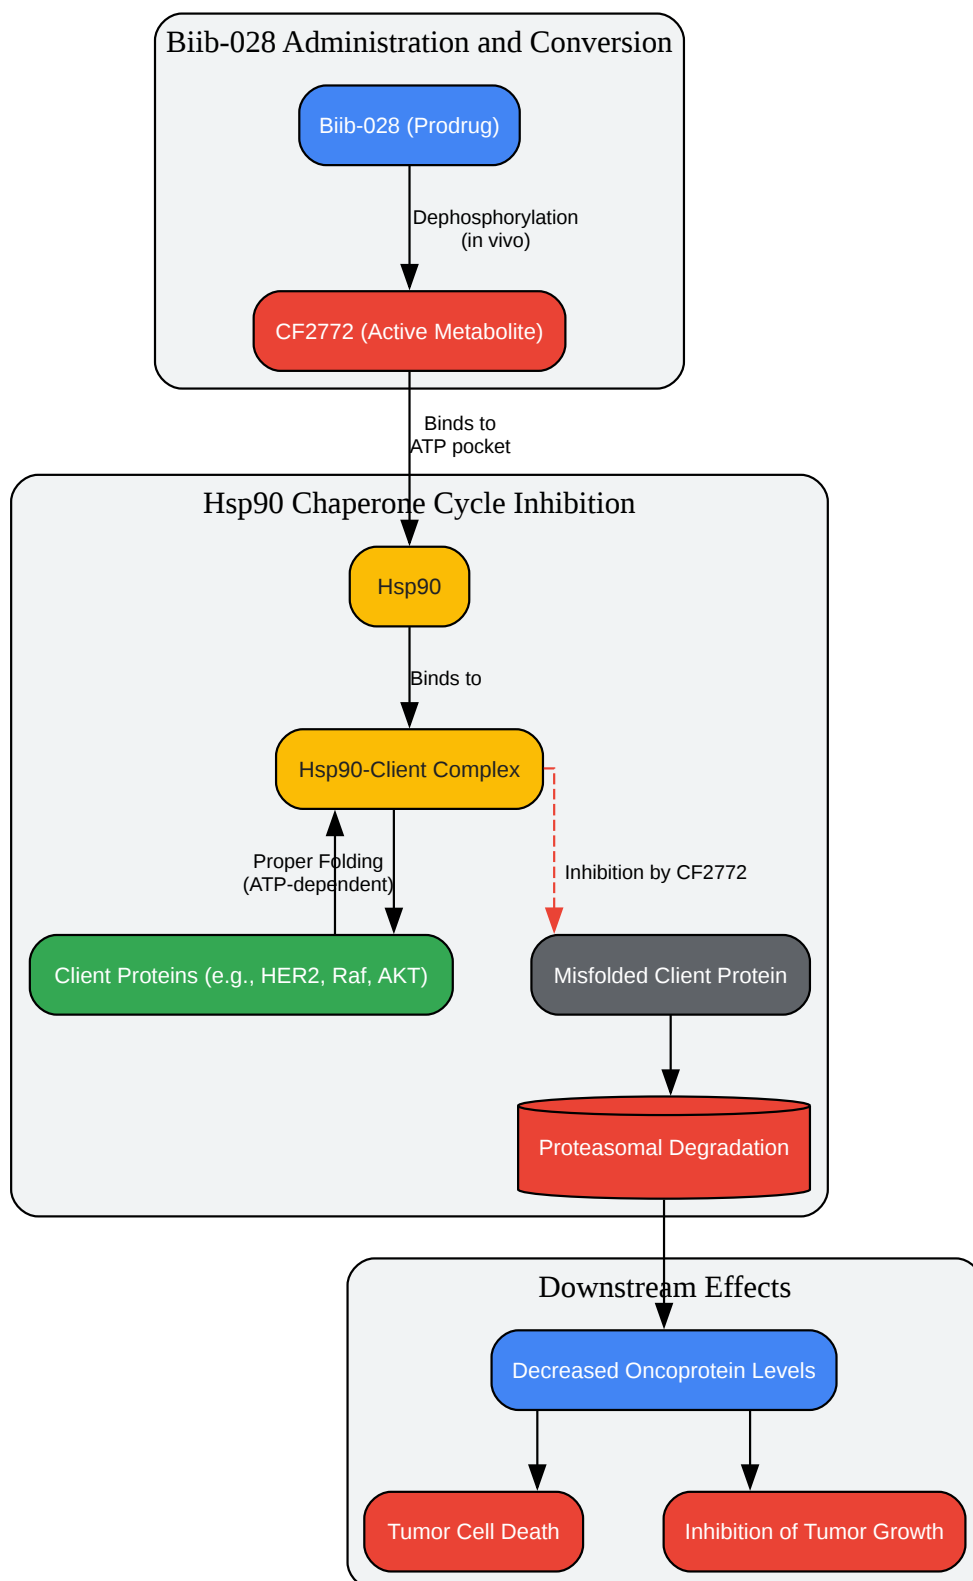 Biib-028 Administration and Conversion
Biib-028 (Prodrug)
Dephosphorylation
(in vivo)
CF2772 (Active Metabolite)
Binds to
ATP pocket
Hsp90 Chaperone Cycle Inhibition
Hsp90
Binds to
Hsp90-Client Complex
Proper Folding
(ATP-dependent)
Inhibition by CF2772
Client Proteins (e.g., HER2, Raf, AKT)
Misfolded Client Protein
Proteasomal Degradation
Downstream Effects
Decreased Oncoprotein Levels
Tumor Cell Death
Inhibition of Tumor Growth